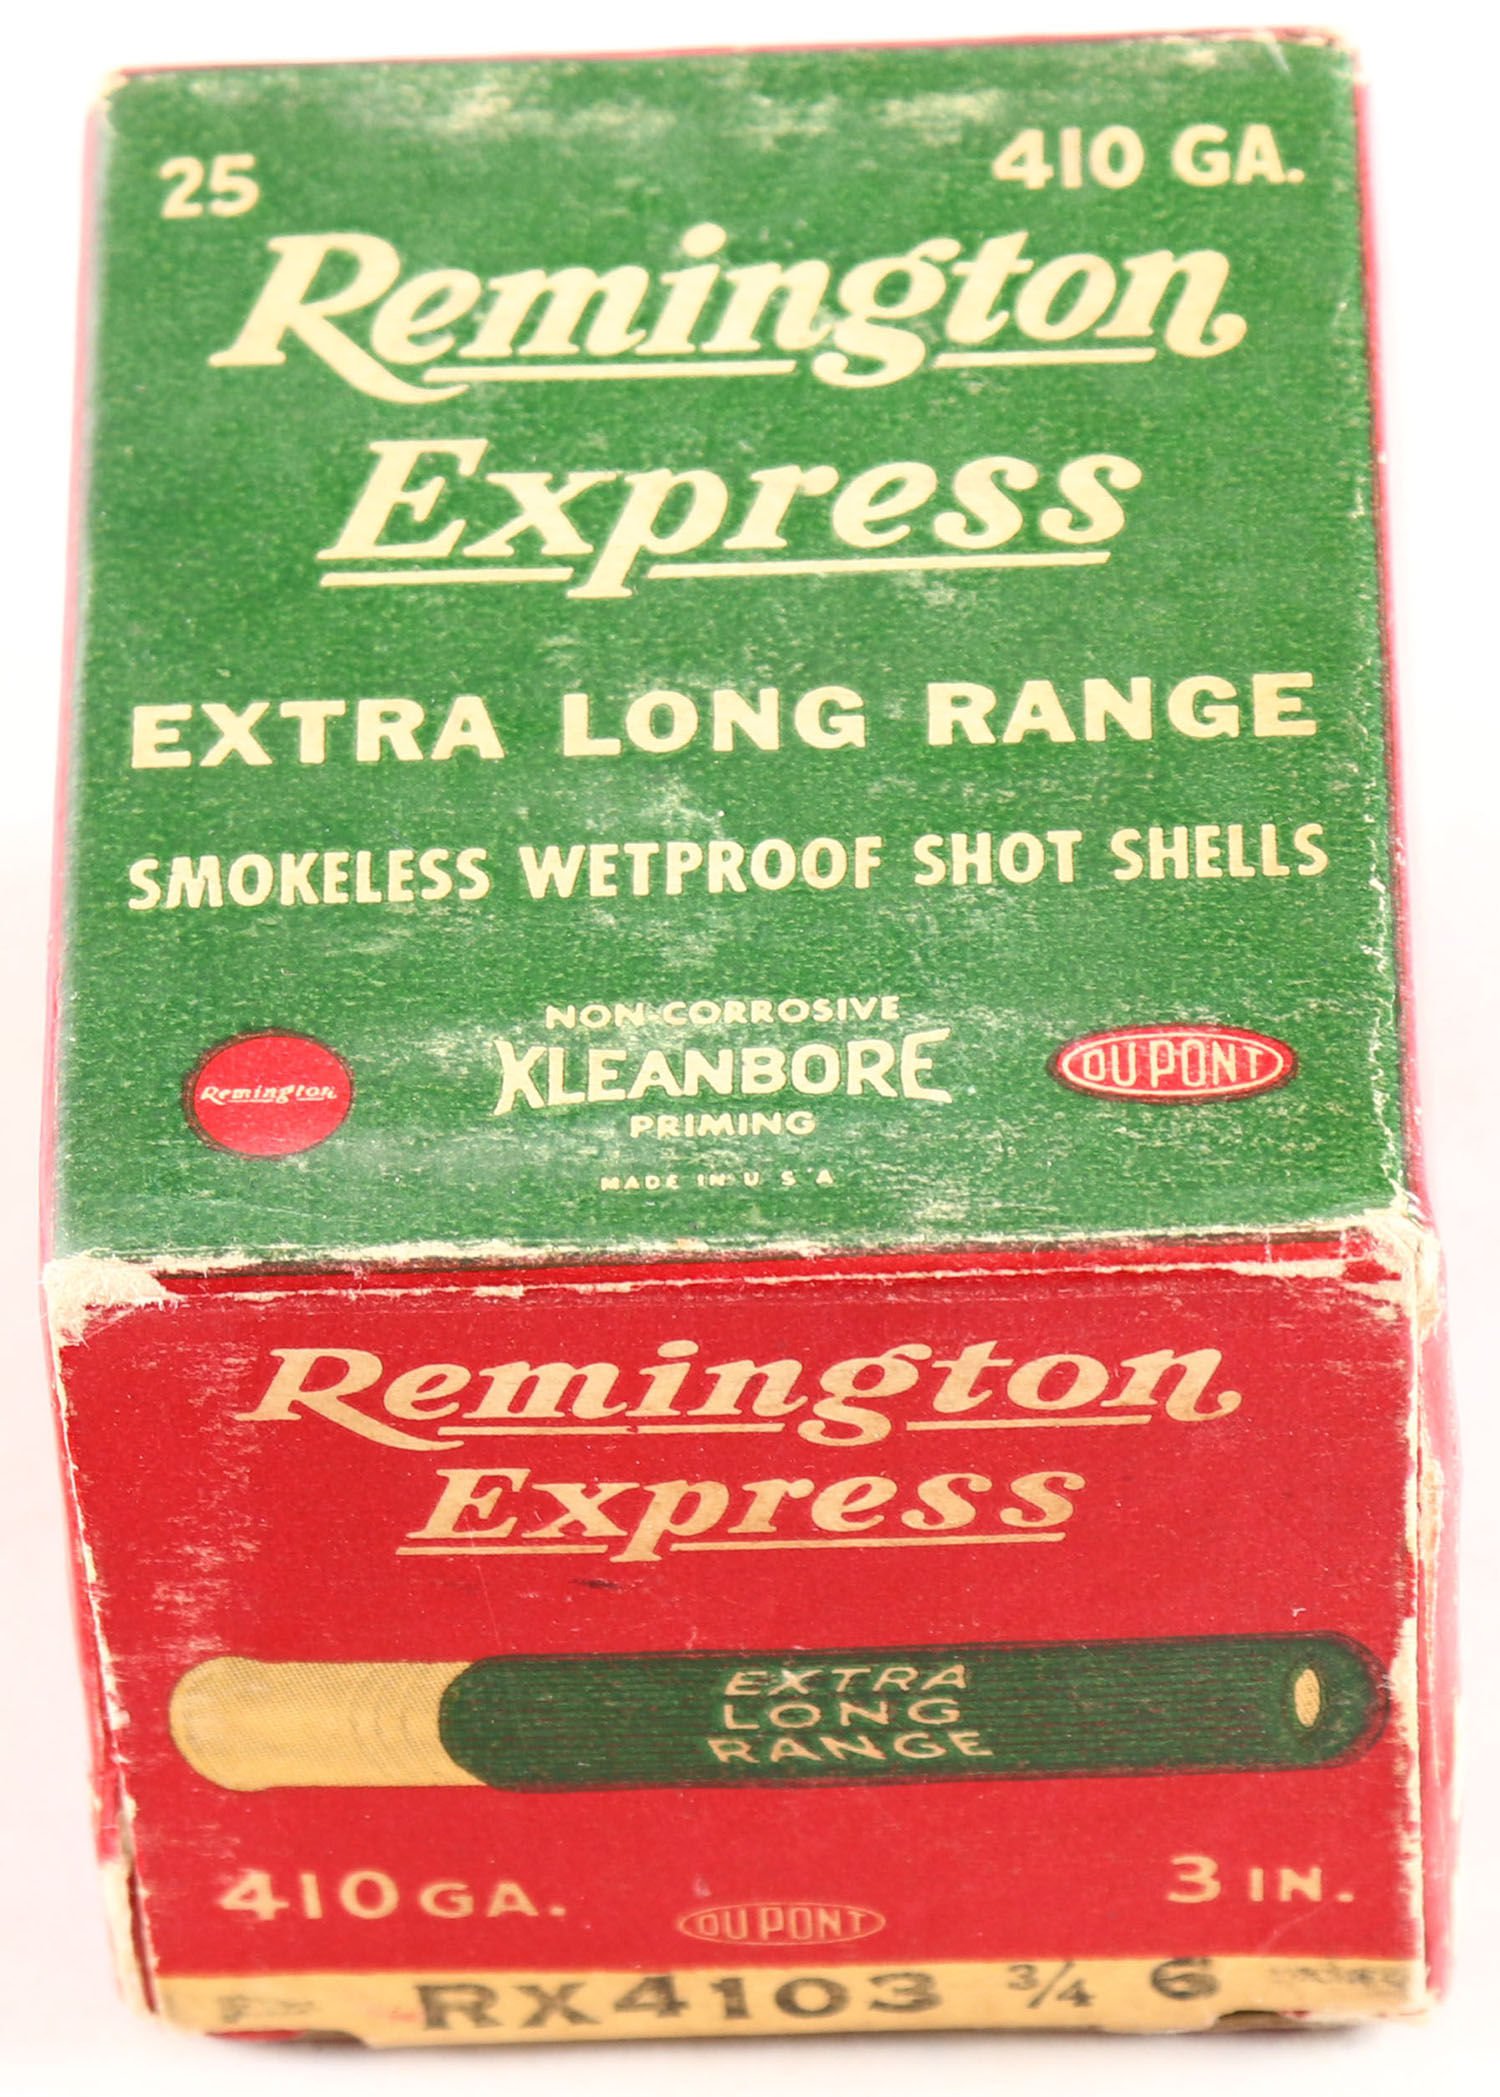 25 410 GA.
Remington
Express
EXTRA LONG RANGE
SMOKELESS WETPROOF SHOT SHELLS
Remington
NON-CORROSIVE
KLEANBORE
PRIMING
DU PONT
MADE IN U S A
Remington
Express
EXTRA
LONG
RANGE
410 GA. 3 IN.
DU PONT
RX4103 3/4 6